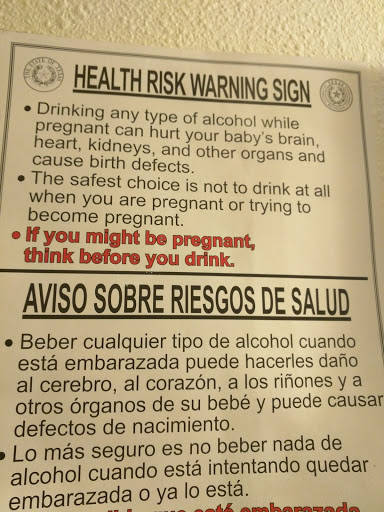 HEALTH RISK WARNING SIGN
• Drinking any type of alcohol while
pregnant can hurt your baby's brain,
heart, kidneys, and other organs and
cause birth defects.
• The safest choice is not to drink at all
when you are pregnant or trying to
become pregnant.
• If you might be pregnant,
think before you drink.
AVISO SOBRE RIESGOS DE SALUD
• Beber cualquier tipo de alcohol cuando
está embarazada puede hacerles daño
al cerebro, al corazón, a los riñones y a
otros órganos de su bebé y puede causar
defectos de nacimiento.
• Lo más seguro es no beber nada de
alcohol cuando está intentando quedar
embarazada o ya lo está.
que está embarazada